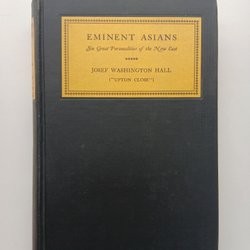 EMINENT ASIANS
Six Great Personalities of the New East
*****
JOSEF WASHINGTON HALL
("UPTON CLOSE")